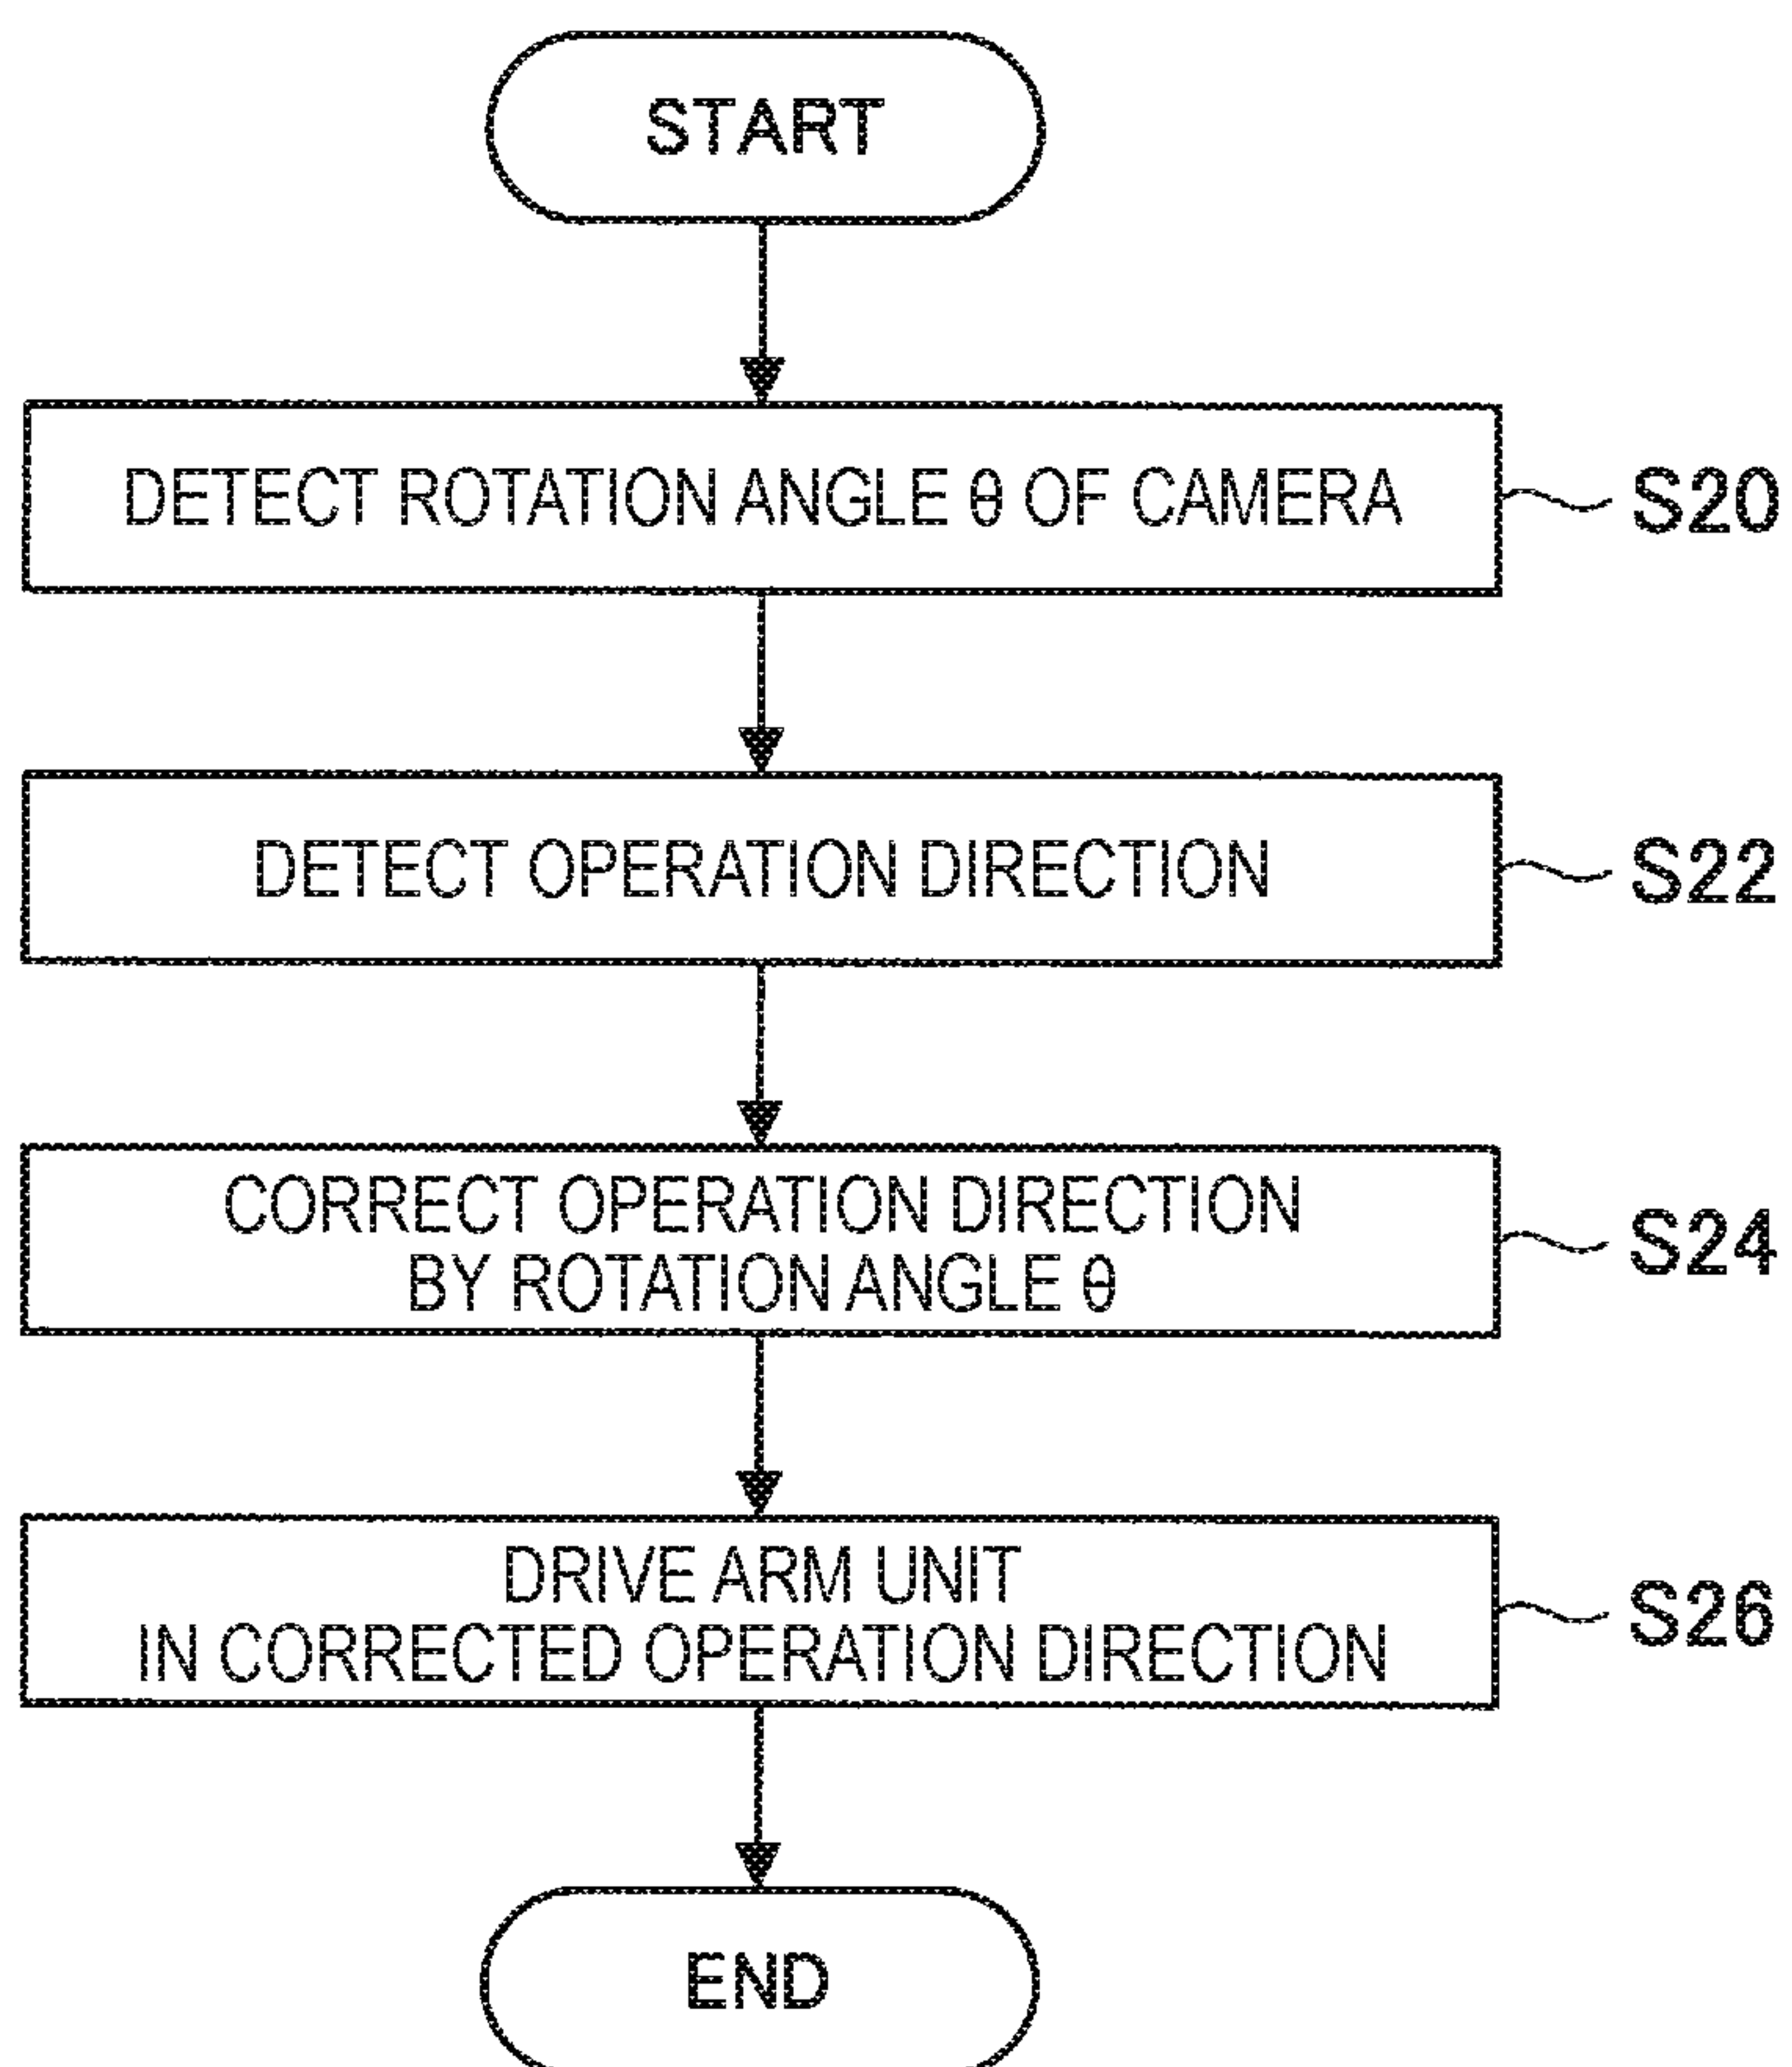 START
DETECT ROTATION ANGLE θ OF CAMERA
S20
DETECT OPERATION DIRECTION
S22
CORRECT OPERATION DIRECTION
BY ROTATION ANGLE θ
S24
DRIVE ARM UNIT
IN CORRECTED OPERATION DIRECTION
S26
END